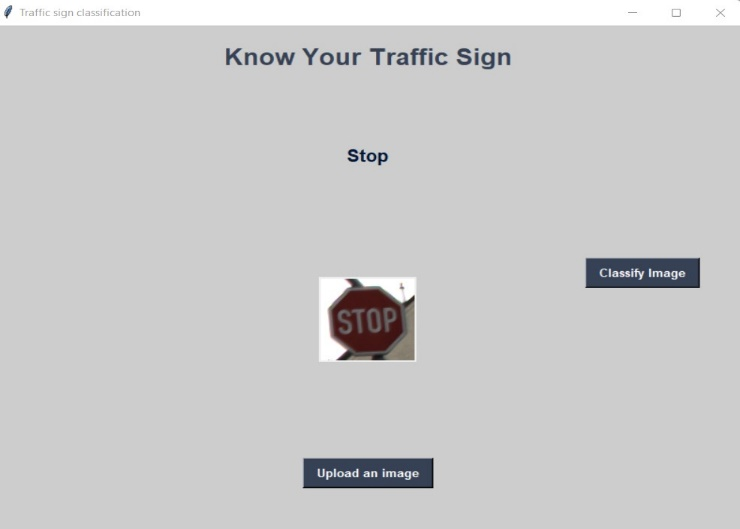 Traffic sign classification
Know Your Traffic Sign
Stop
Classify Image
STOP
Upload an image